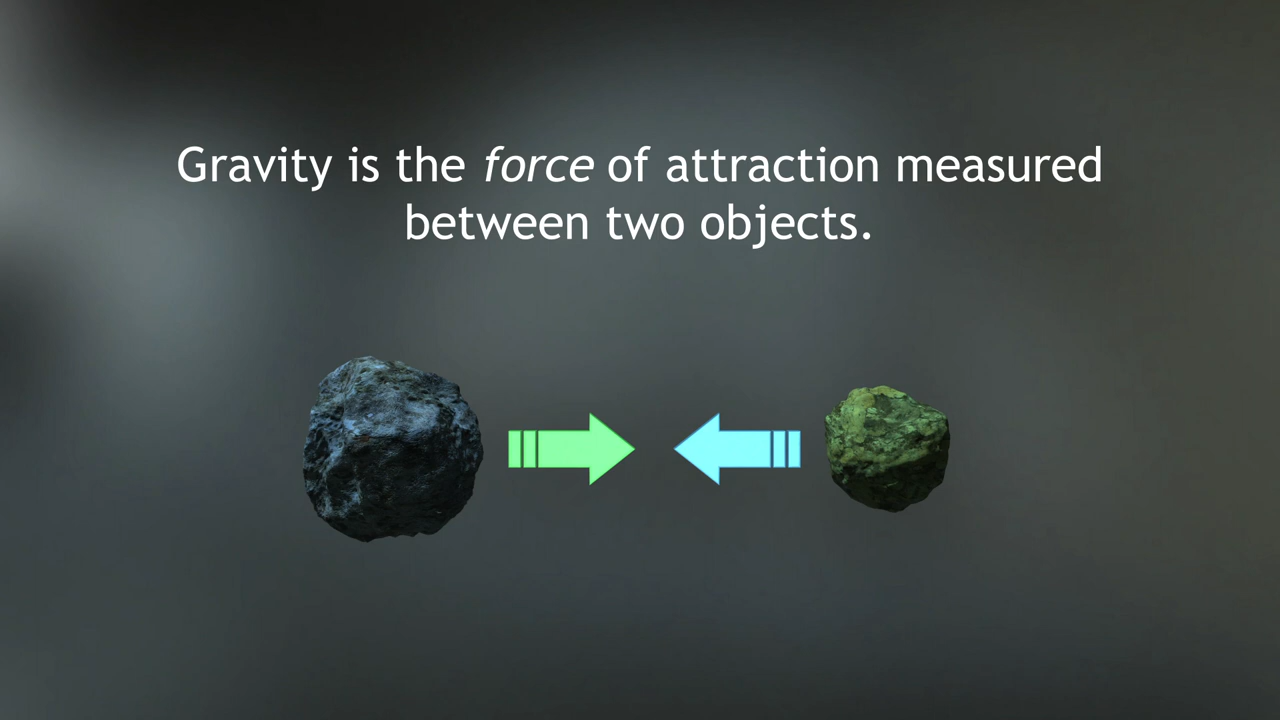 Gravity is the force of attraction measured
between two objects.